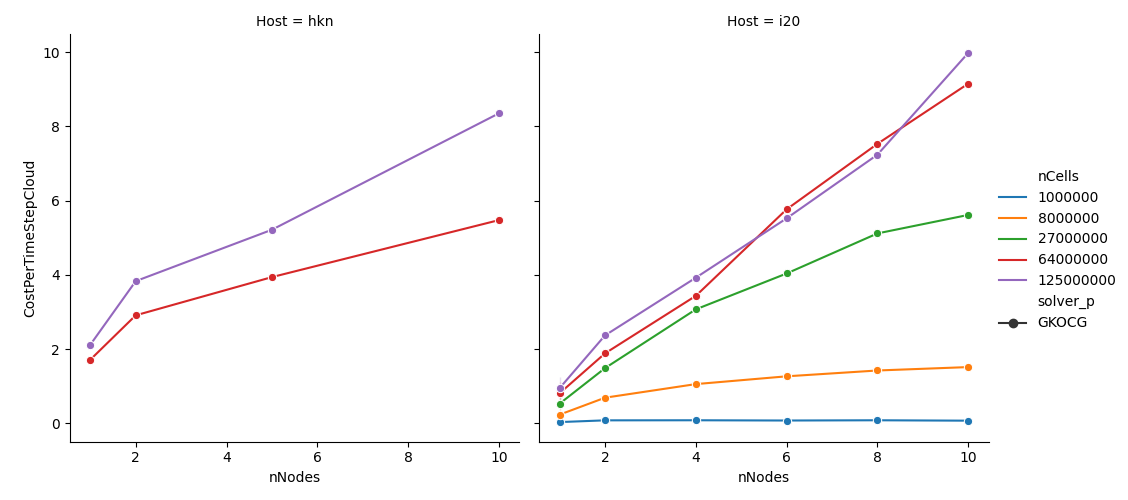 Host = hkn
Host = i20
CostPerTimeStepCloud
10
8
6
4
2
0
2
4
6
8
10
nNodes
2
4
6
8
10
nNodes
nCells
1000000
8000000
27000000
64000000
125000000
solver_p
GKOCG